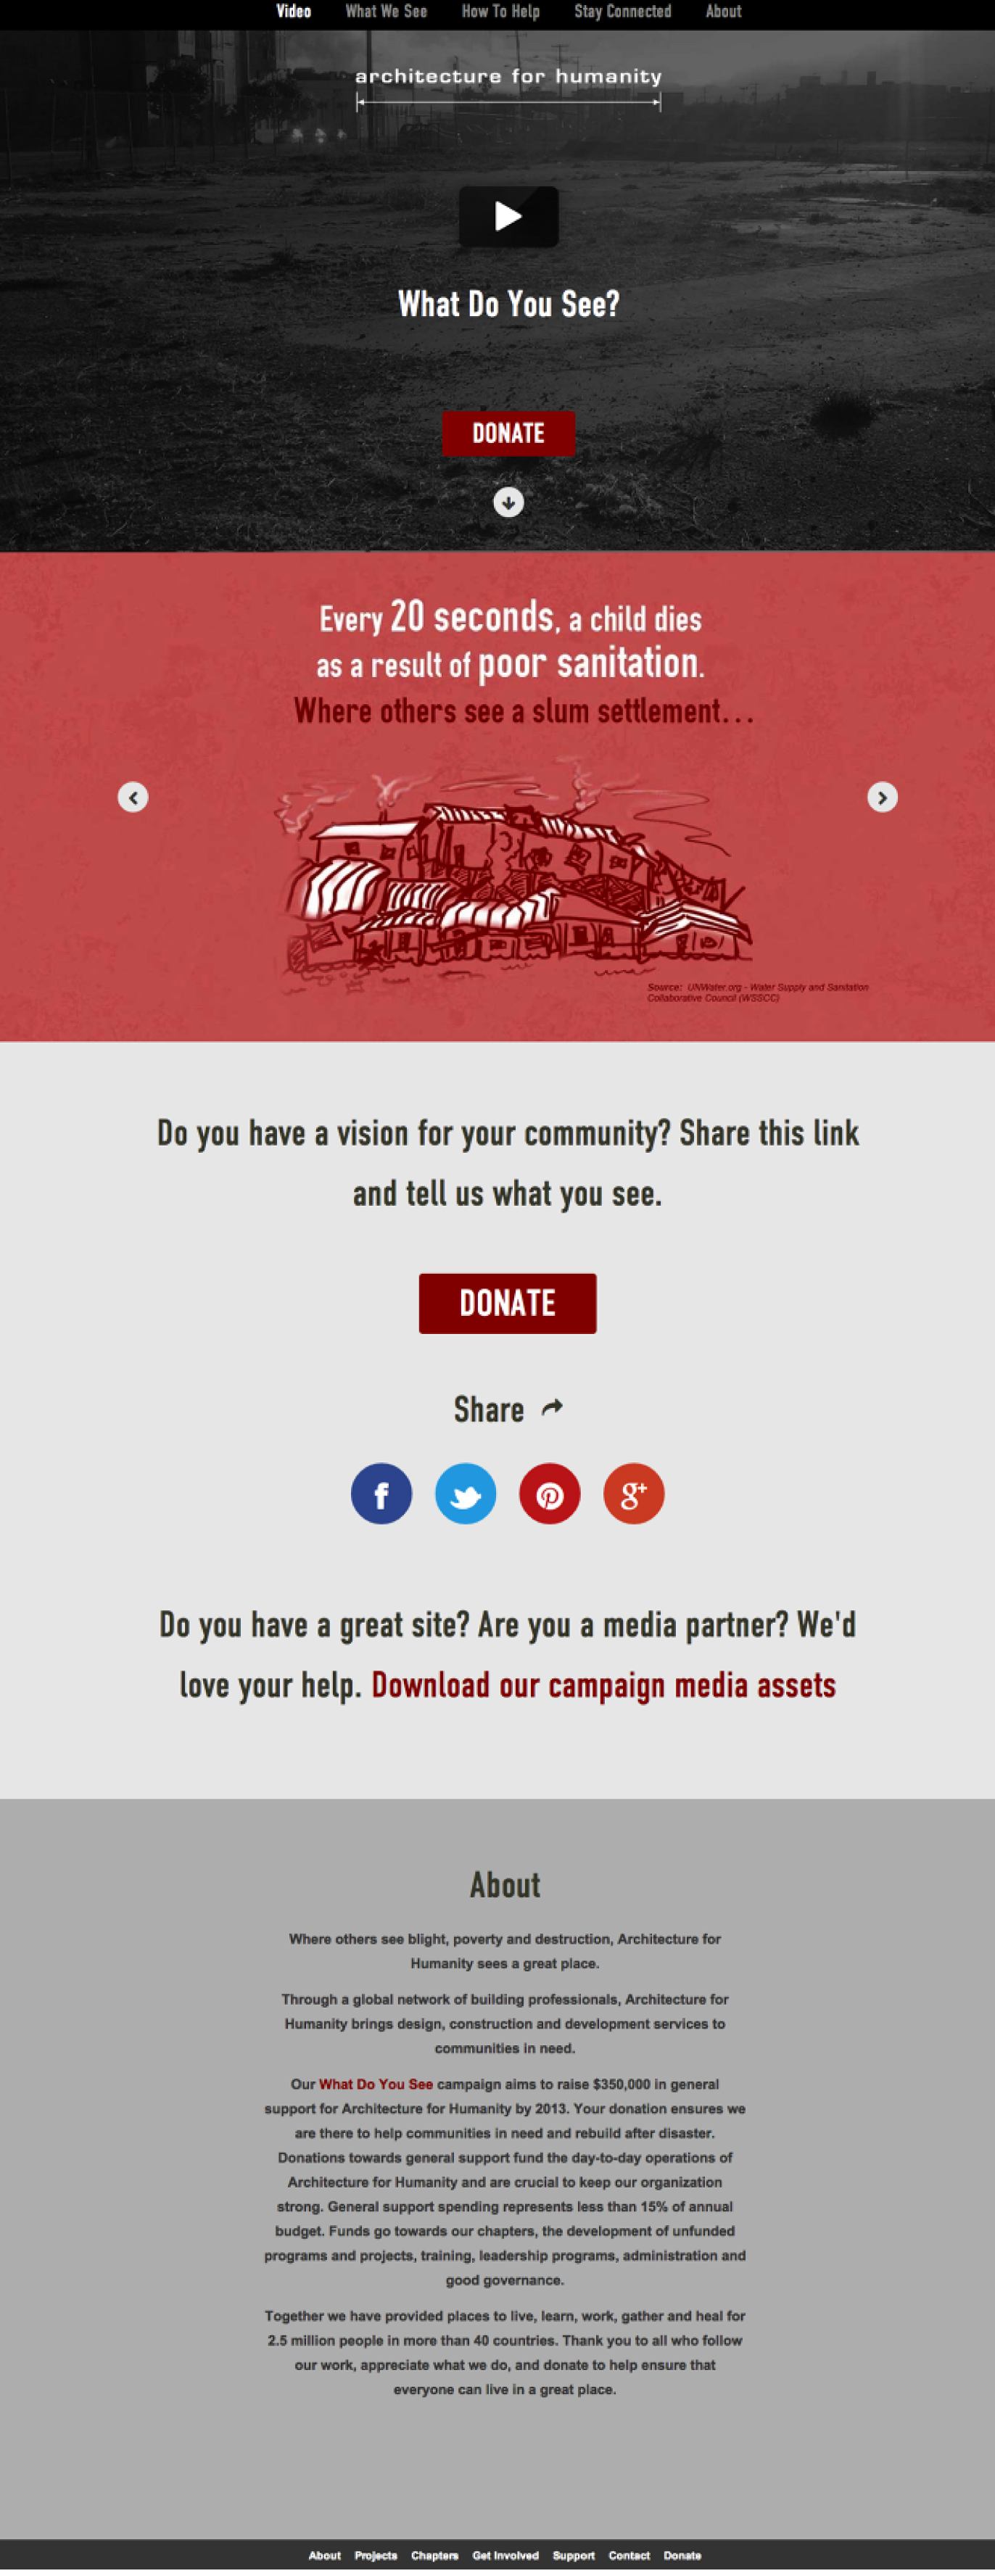 Video What We See How To Help Stay Connected About
architecture for humanity
What Do You See?
DONATE
Every 20 seconds, a child dies
as a result of poor sanitation.
Where others see a slum settlement...
Source: UNWater.org - Water Supply and Sanitation
Collaborative Council (WSSCC)
Do you have a vision for your community? Share this link
and tell us what you see.
DONATE
Share
f
g+
Do you have a great site? Are you a media partner? We'd
love your help. Download our campaign media assets
About
Where others see blight, poverty and destruction, Architecture for
Humanity sees a great place.
Through a global network of building professionals, Architecture for
Humanity brings design, construction and development services to
communities in need.
Our What Do You See campaign aims to raise $350,000 in general
support for Architecture for Humanity by 2013. Your donation ensures we
are there to help communities in need and rebuild after disaster.
Donations towards general support fund the day-to-day operations of
Architecture for Humanity and are crucial to keep our organization
strong. General support spending represents less than 15% of annual
budget. Funds go towards our chapters, the development of unfunded
programs and projects, training, leadership programs, administration and
good governance.
Together we have provided places to live, learn, work, gather and heal for
2.5 million people in more than 40 countries. Thank you to all who follow
our work, appreciate what we do, and donate to help ensure that
everyone can live in a great place.
About Projects Chapters Get Involved Support Contact Donate